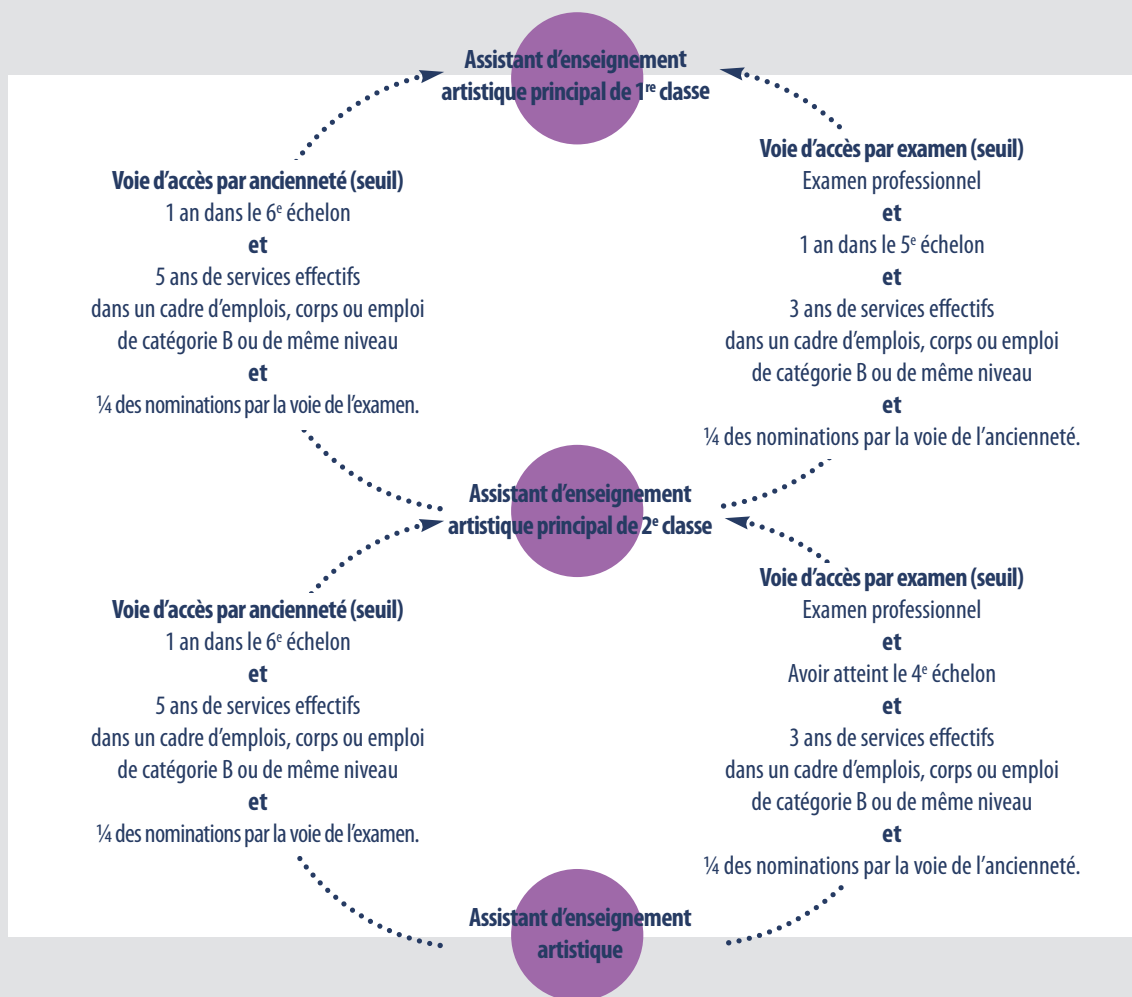 Assistant d'enseignement
artistique principal de 1re classe
Voie d'accès par ancienneté (seuil)
1 an dans le 6e échelon
et
5 ans de services effectifs
dans un cadre d'emplois, corps ou emploi
de catégorie B ou de même niveau
et
¼ des nominations par la voie de l'examen.
Voie d'accès par examen (seuil)
Examen professionnel
et
1 an dans le 5e échelon
et
3 ans de services effectifs
dans un cadre d'emplois, corps ou emploi
de catégorie B ou de même niveau
et
¼ des nominations par la voie de l'ancienneté.
Assistant d'enseignement
artistique principal de 2e classe
Voie d'accès par ancienneté (seuil)
1 an dans le 6e échelon
et
5 ans de services effectifs
dans un cadre d'emplois, corps ou emploi
de catégorie B ou de même niveau
et
¼ des nominations par la voie de l'examen.
Voie d'accès par examen (seuil)
Examen professionnel
et
Avoir atteint le 4e échelon
et
3 ans de services effectifs
dans un cadre d'emplois, corps ou emploi
de catégorie B ou de même niveau
et
¼ des nominations par la voie de l'ancienneté.
Assistant d'enseignement
artistique